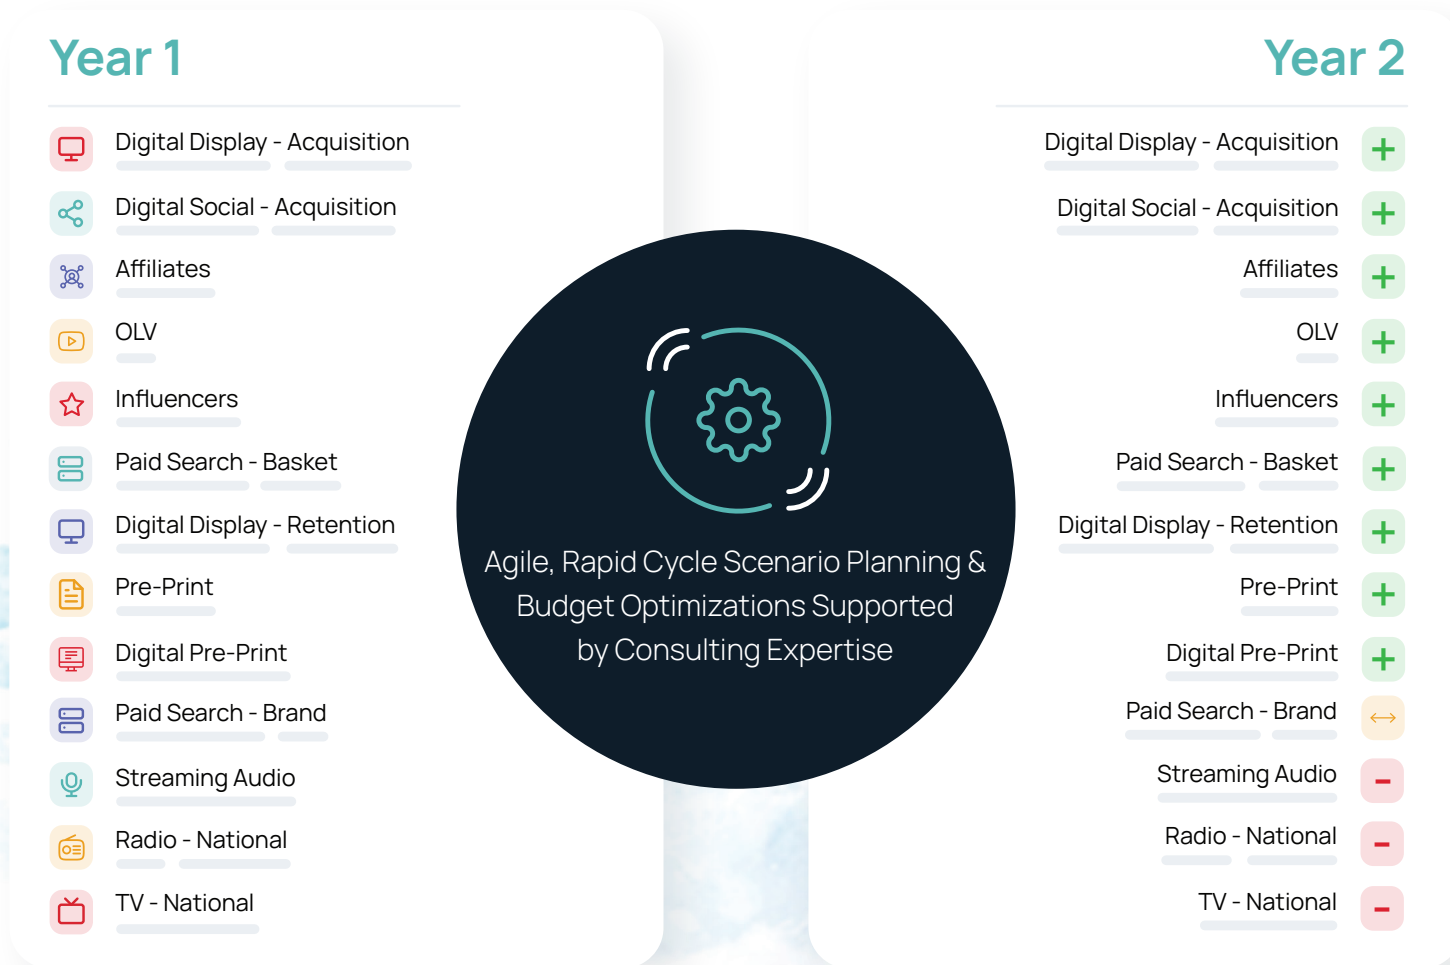 Year 1
Digital Display - Acquisition
Digital Social - Acquisition
Affiliates
OLV
Influencers
Paid Search - Basket
Digital Display - Retention
Pre-Print
Digital Pre-Print
Paid Search - Brand
Streaming Audio
Radio - National
TV - National
Agile, Rapid Cycle Scenario Planning &
Budget Optimizations Supported
by Consulting Expertise
Year 2
Digital Display - Acquisition
Digital Social - Acquisition
Affiliates
OLV
Influencers
Paid Search - Basket
Digital Display - Retention
Pre-Print
Digital Pre-Print
Paid Search - Brand
Streaming Audio
Radio - National
TV - National